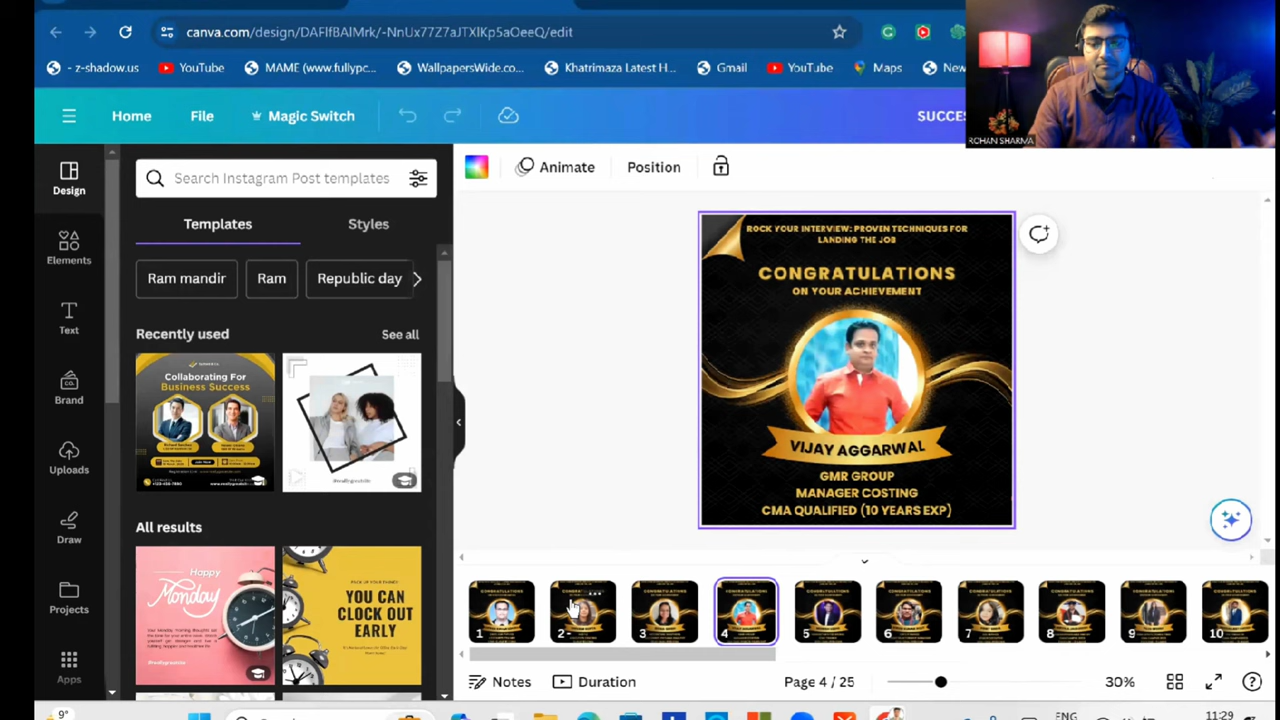 canva.com/design/DAFlfBAlMrk/-NnUx77Z7aJTXlKp5aOeeQ/edit
- z-shadow.us
YouTube
MAME (www.fullypc...
WallpapersWide.co...
Khatrimaza Latest H...
Gmail
YouTube
Maps
New
Home
File
Magic Switch
SUCCE
ROHAN SHARMA
Design
Elements
Text
Brand
Uploads
Draw
Projects
Apps
Search Instagram Post templates
Templates
Styles
Ram mandir
Ram
Republic day
Recently used
See all
Collaborating For
Business Success
All results
Happy
Monday
YOU CAN
CLOCK OUT
EARLY
Animate
Position
ROCK YOUR INTERVIEW: PROVEN TECHNIQUES FOR
LANDING THE JOB
CONGRATULATIONS
ON YOUR ACHIEVEMENT
VIJAY AGGARWAL
GMR GROUP
MANAGER COSTING
CMA QUALIFIED (10 YEARS EXP)
1
2
3
4
5
6
7
8
9
10
Notes
Duration
Page 4 / 25
30%
9°
ENG
11:29